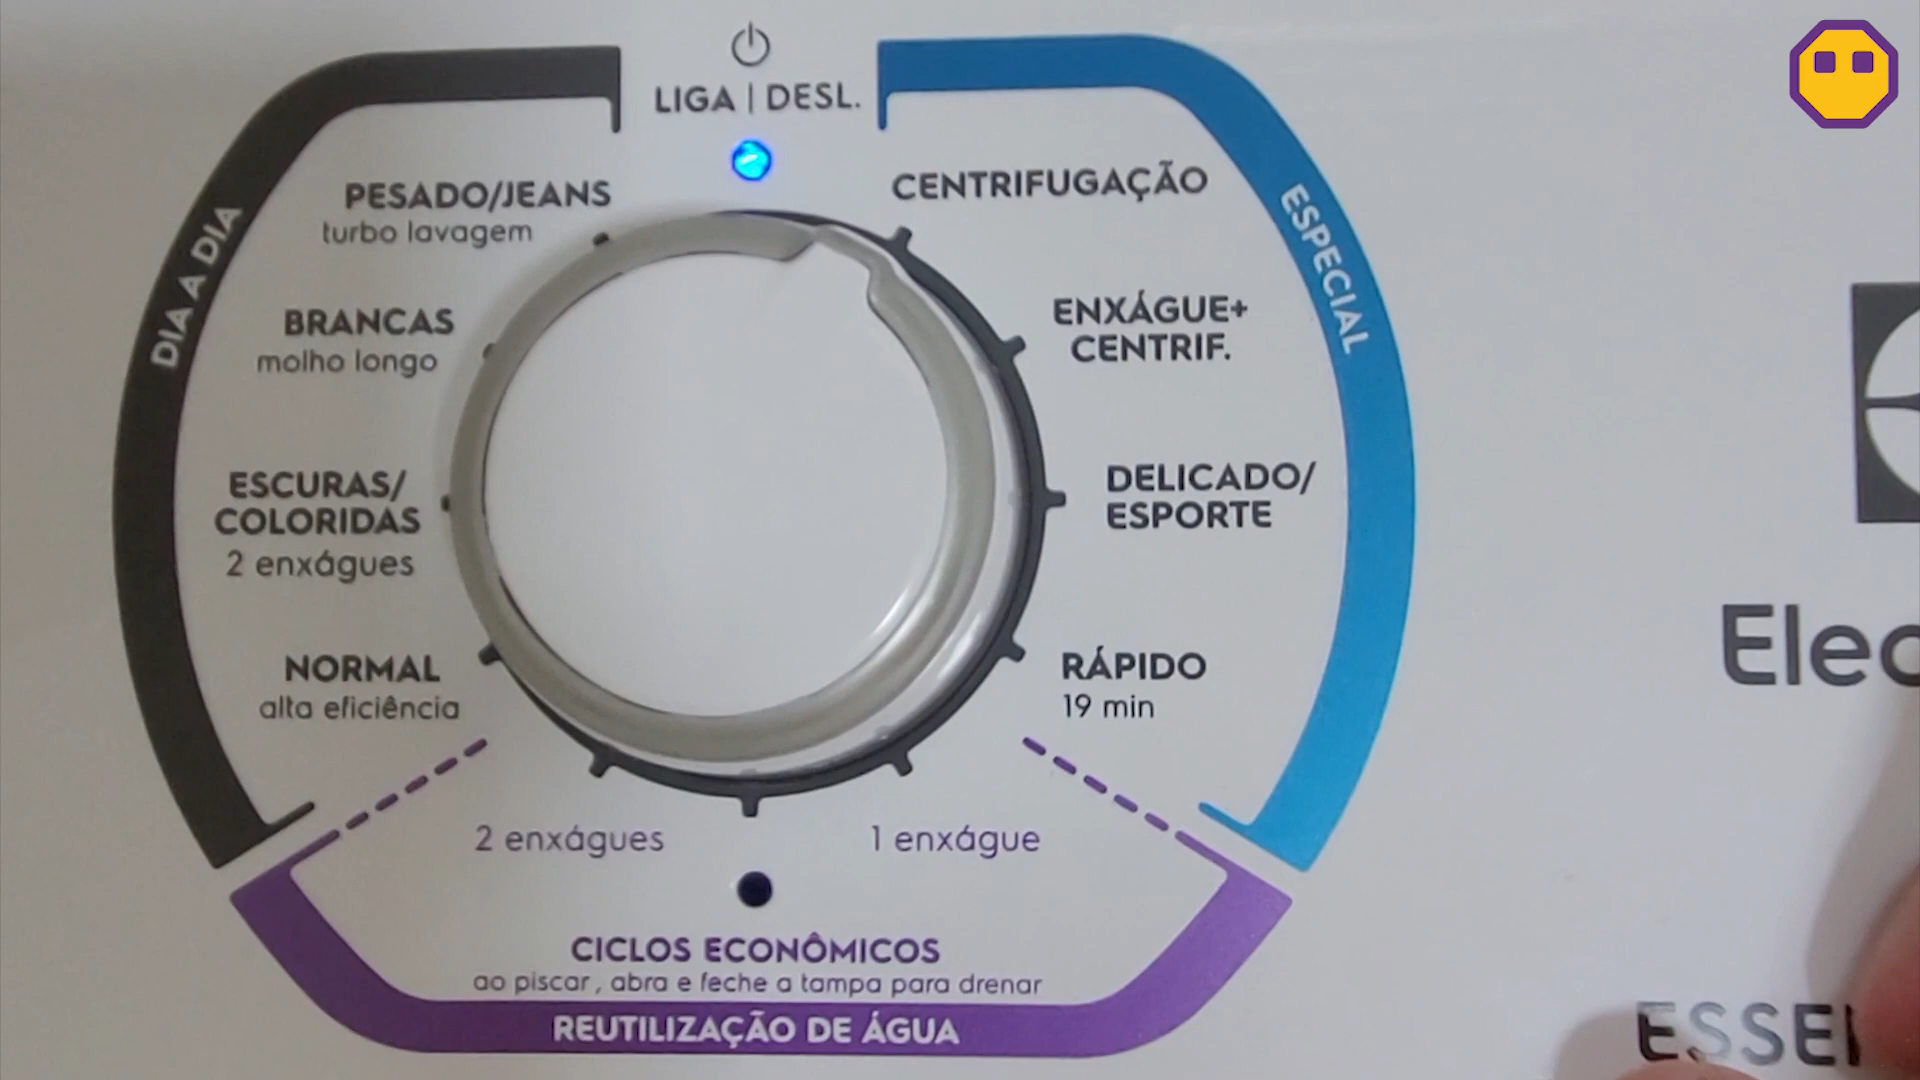 LIGA | DESL.
PESADO/JEANS
turbo lavagem
BRANCAS
molho longo
ESCURAS/
COLORIDAS
2 enxágues
NORMAL
alta eficiência
DIA A DIA
CENTRIFUGAÇÃO
ENXÁGUE+
CENTRIF.
DELICADO/
ESPORTE
RÁPIDO
19 min
ESPECIAL
2 enxágues
1 enxágue
CICLOS ECONÔMICOS
ao piscar, abra e feche a tampa para drenar
REUTILIZAÇÃO DE ÁGUA